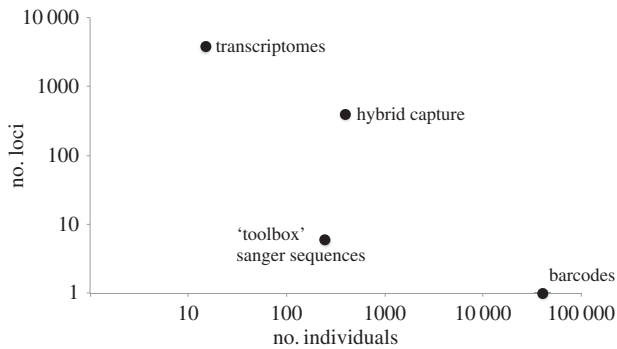 10 000
1000
100
10
1
no. loci
transcriptomes
hybrid capture
‘toolbox’
sanger sequences
barcodes
10
100
1000
10 000
100 000
no. individuals